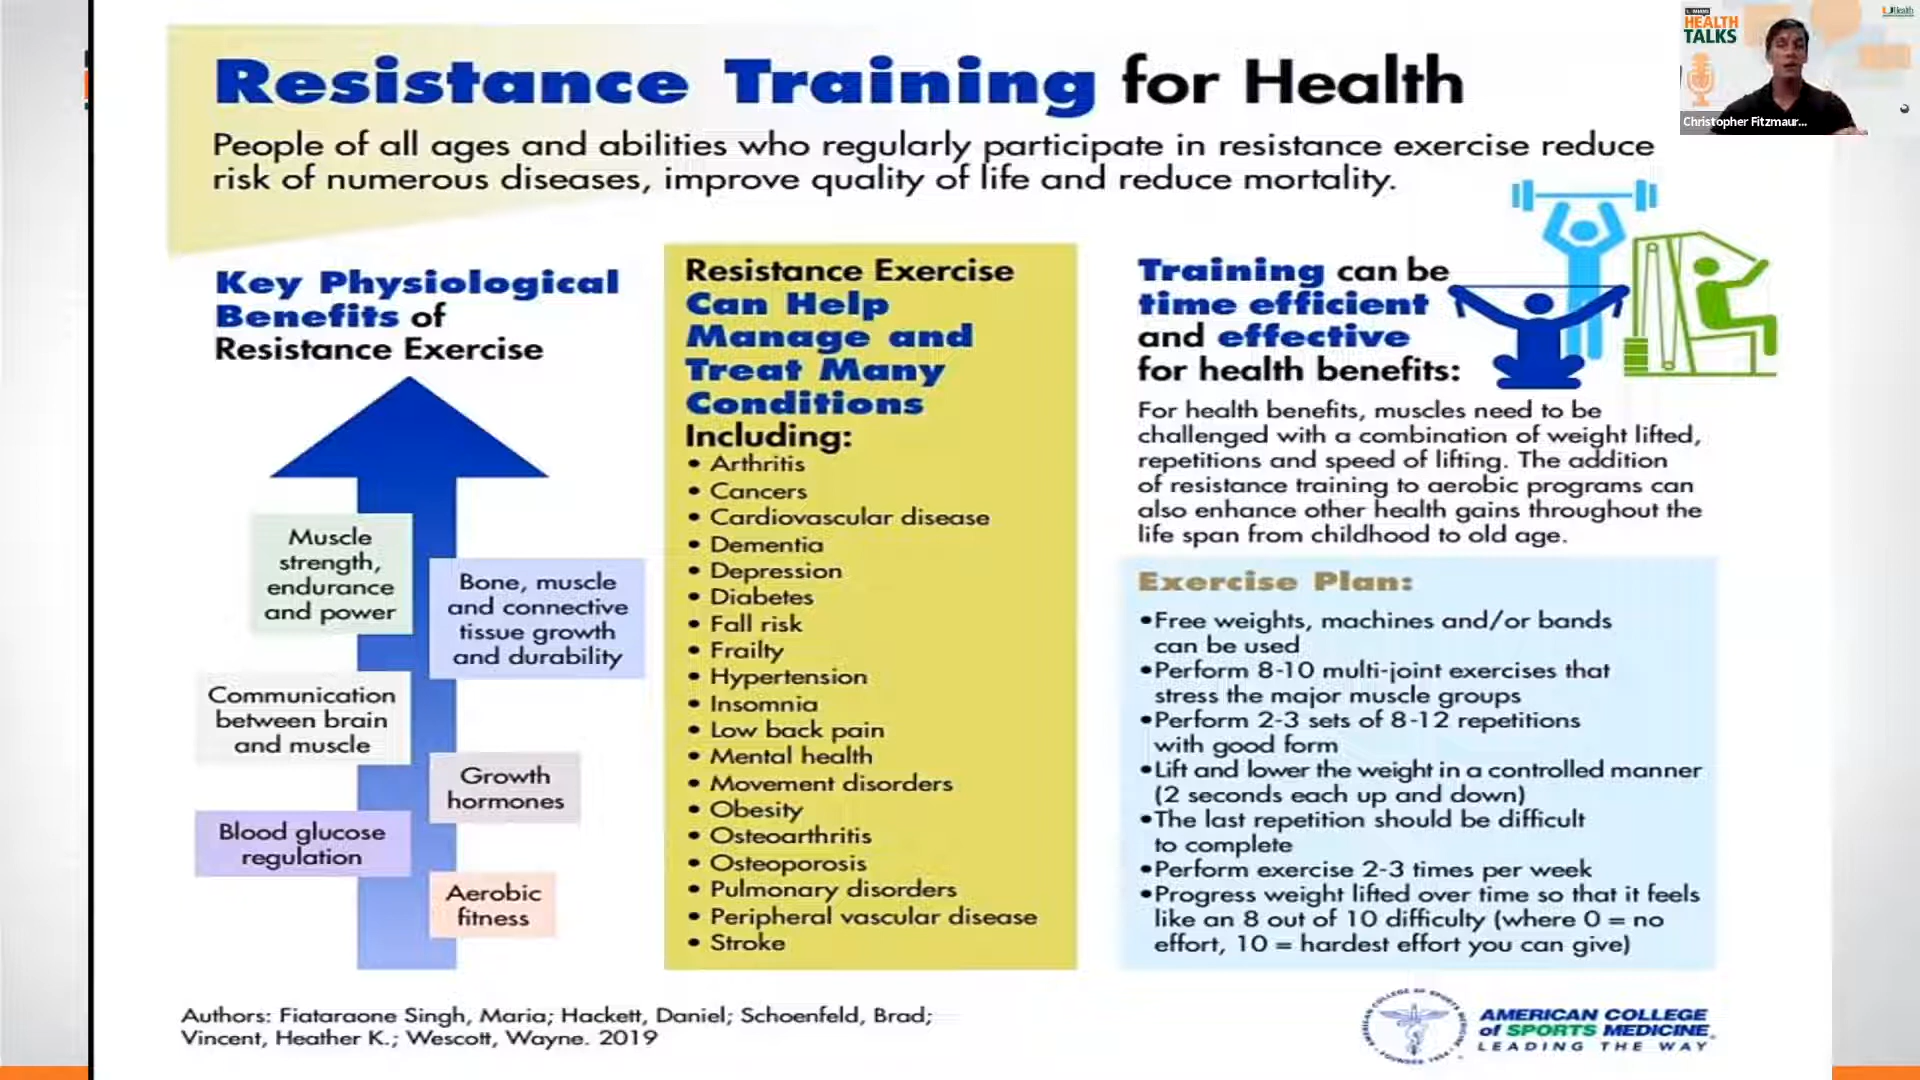 Resistance Training for Health
People of all ages and abilities who regularly participate in resistance exercise reduce
risk of numerous diseases, improve quality of life and reduce mortality.
Key Physiological
Benefits of
Resistance Exercise
Muscle
strength,
endurance
and power
Bone, muscle
and connective
tissue growth
and durability
Communication
between brain
and muscle
Growth
hormones
Blood glucose
regulation
Aerobic
fitness
Resistance Exercise
Can Help
Manage and
Treat Many
Conditions
Including:
• Arthritis
• Cancers
• Cardiovascular disease
• Dementia
• Depression
• Diabetes
• Fall risk
• Frailty
• Hypertension
• Insomnia
• Low back pain
• Mental health
• Movement disorders
• Obesity
• Osteoarthritis
• Osteoporosis
• Pulmonary disorders
• Peripheral vascular disease
• Stroke
Training can be
time efficient
and effective
for health benefits:
For health benefits, muscles need to be
challenged with a combination of weight lifted,
repetitions and speed of lifting. The addition
of resistance training to aerobic programs can
also enhance other health gains throughout the
life span from childhood to old age.
Exercise Plan:
•Free weights, machines and/or bands
can be used
•Perform 8-10 multi-joint exercises that
stress the major muscle groups
•Perform 2-3 sets of 8-12 repetitions
with good form
•Lift and lower the weight in a controlled manner
(2 seconds each up and down)
•The last repetition should be difficult
to complete
•Perform exercise 2-3 times per week
•Progress weight lifted over time so that it feels
like an 8 out of 10 difficulty (where 0 = no
effort, 10 = hardest effort you can give)
Authors: Fiataraone Singh, Maria; Hackett, Daniel; Schoenfeld, Brad;
Vincent, Heather K.; Wescott, Wayne. 2019
AMERICAN COLLEGE
of SPORTS MEDICINE
LEADING THE WAY
HEALTH
TALKS
UHealth
Christopher Fitzmaur...